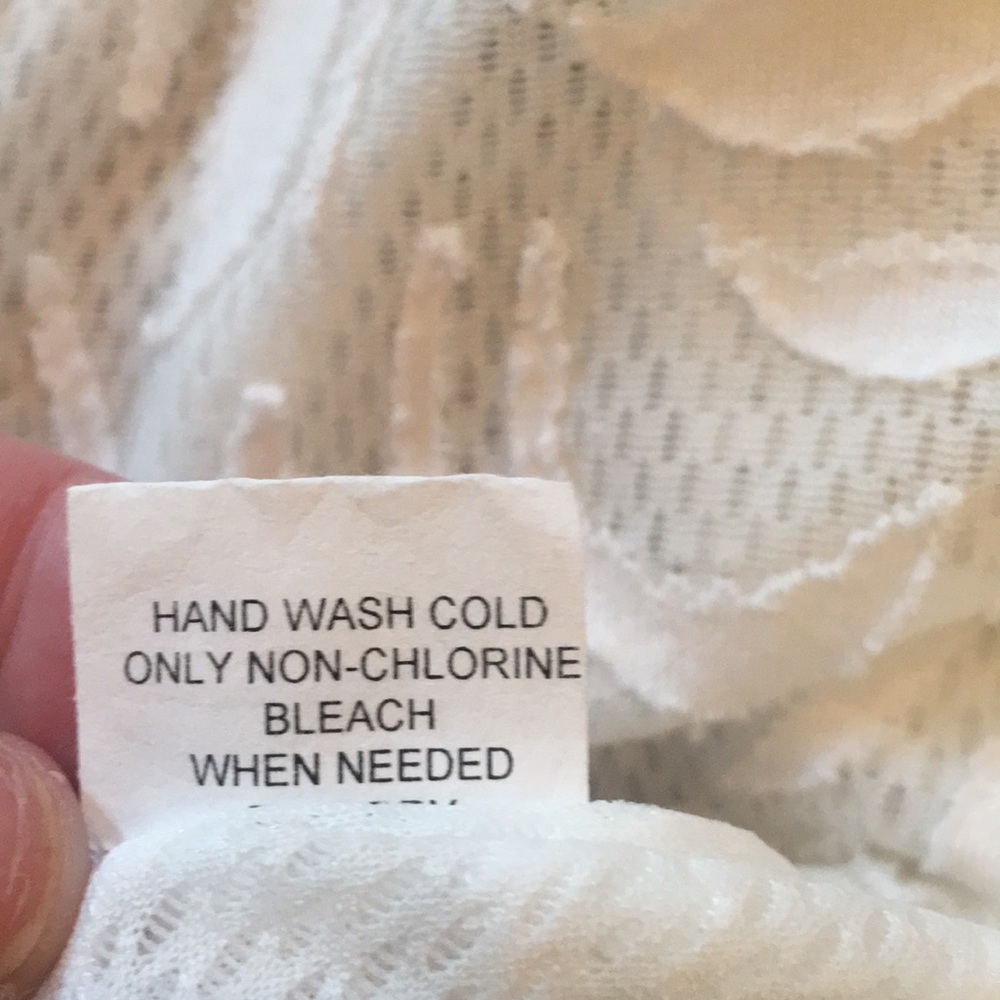 HAND WASH COLD
ONLY NON-CHLORINE
BLEACH
WHEN NEEDED